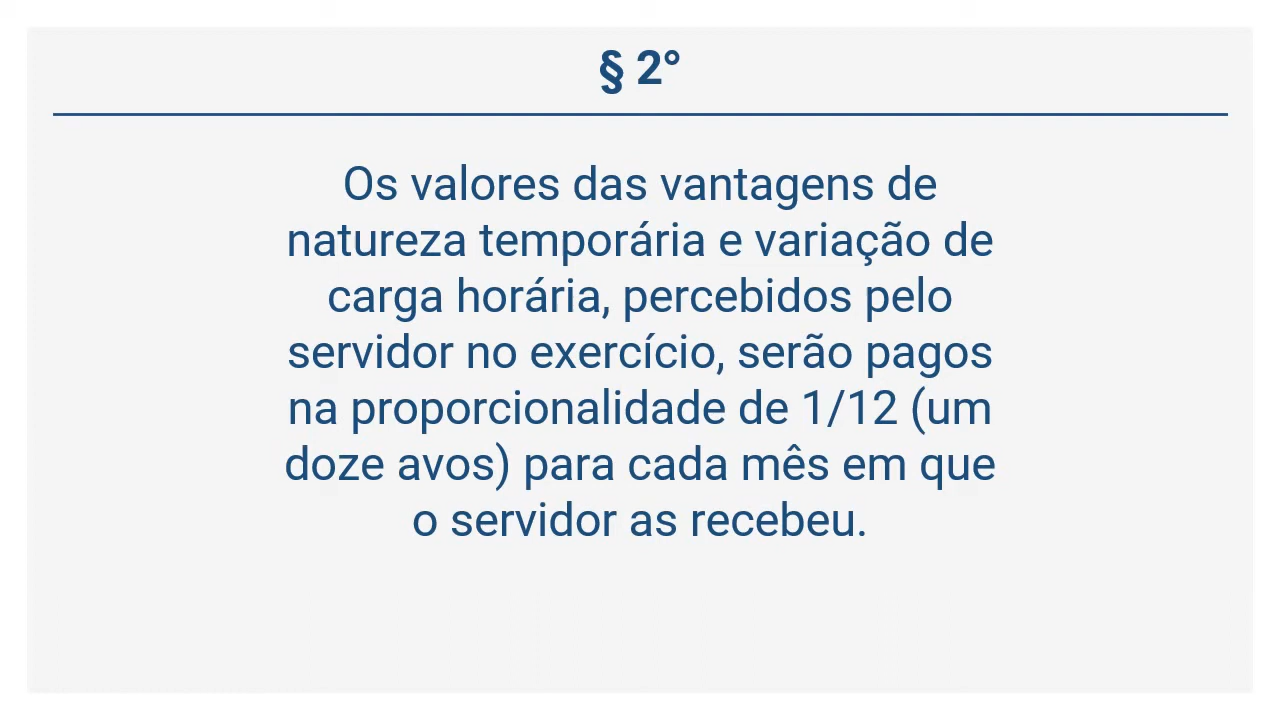 § 2°
Os valores das vantagens de
natureza temporária e variação de
carga horária, percebidos pelo
servidor no exercício, serão pagos
na proporcionalidade de 1/12 (um
doze avos) para cada mês em que
o servidor as recebeu.